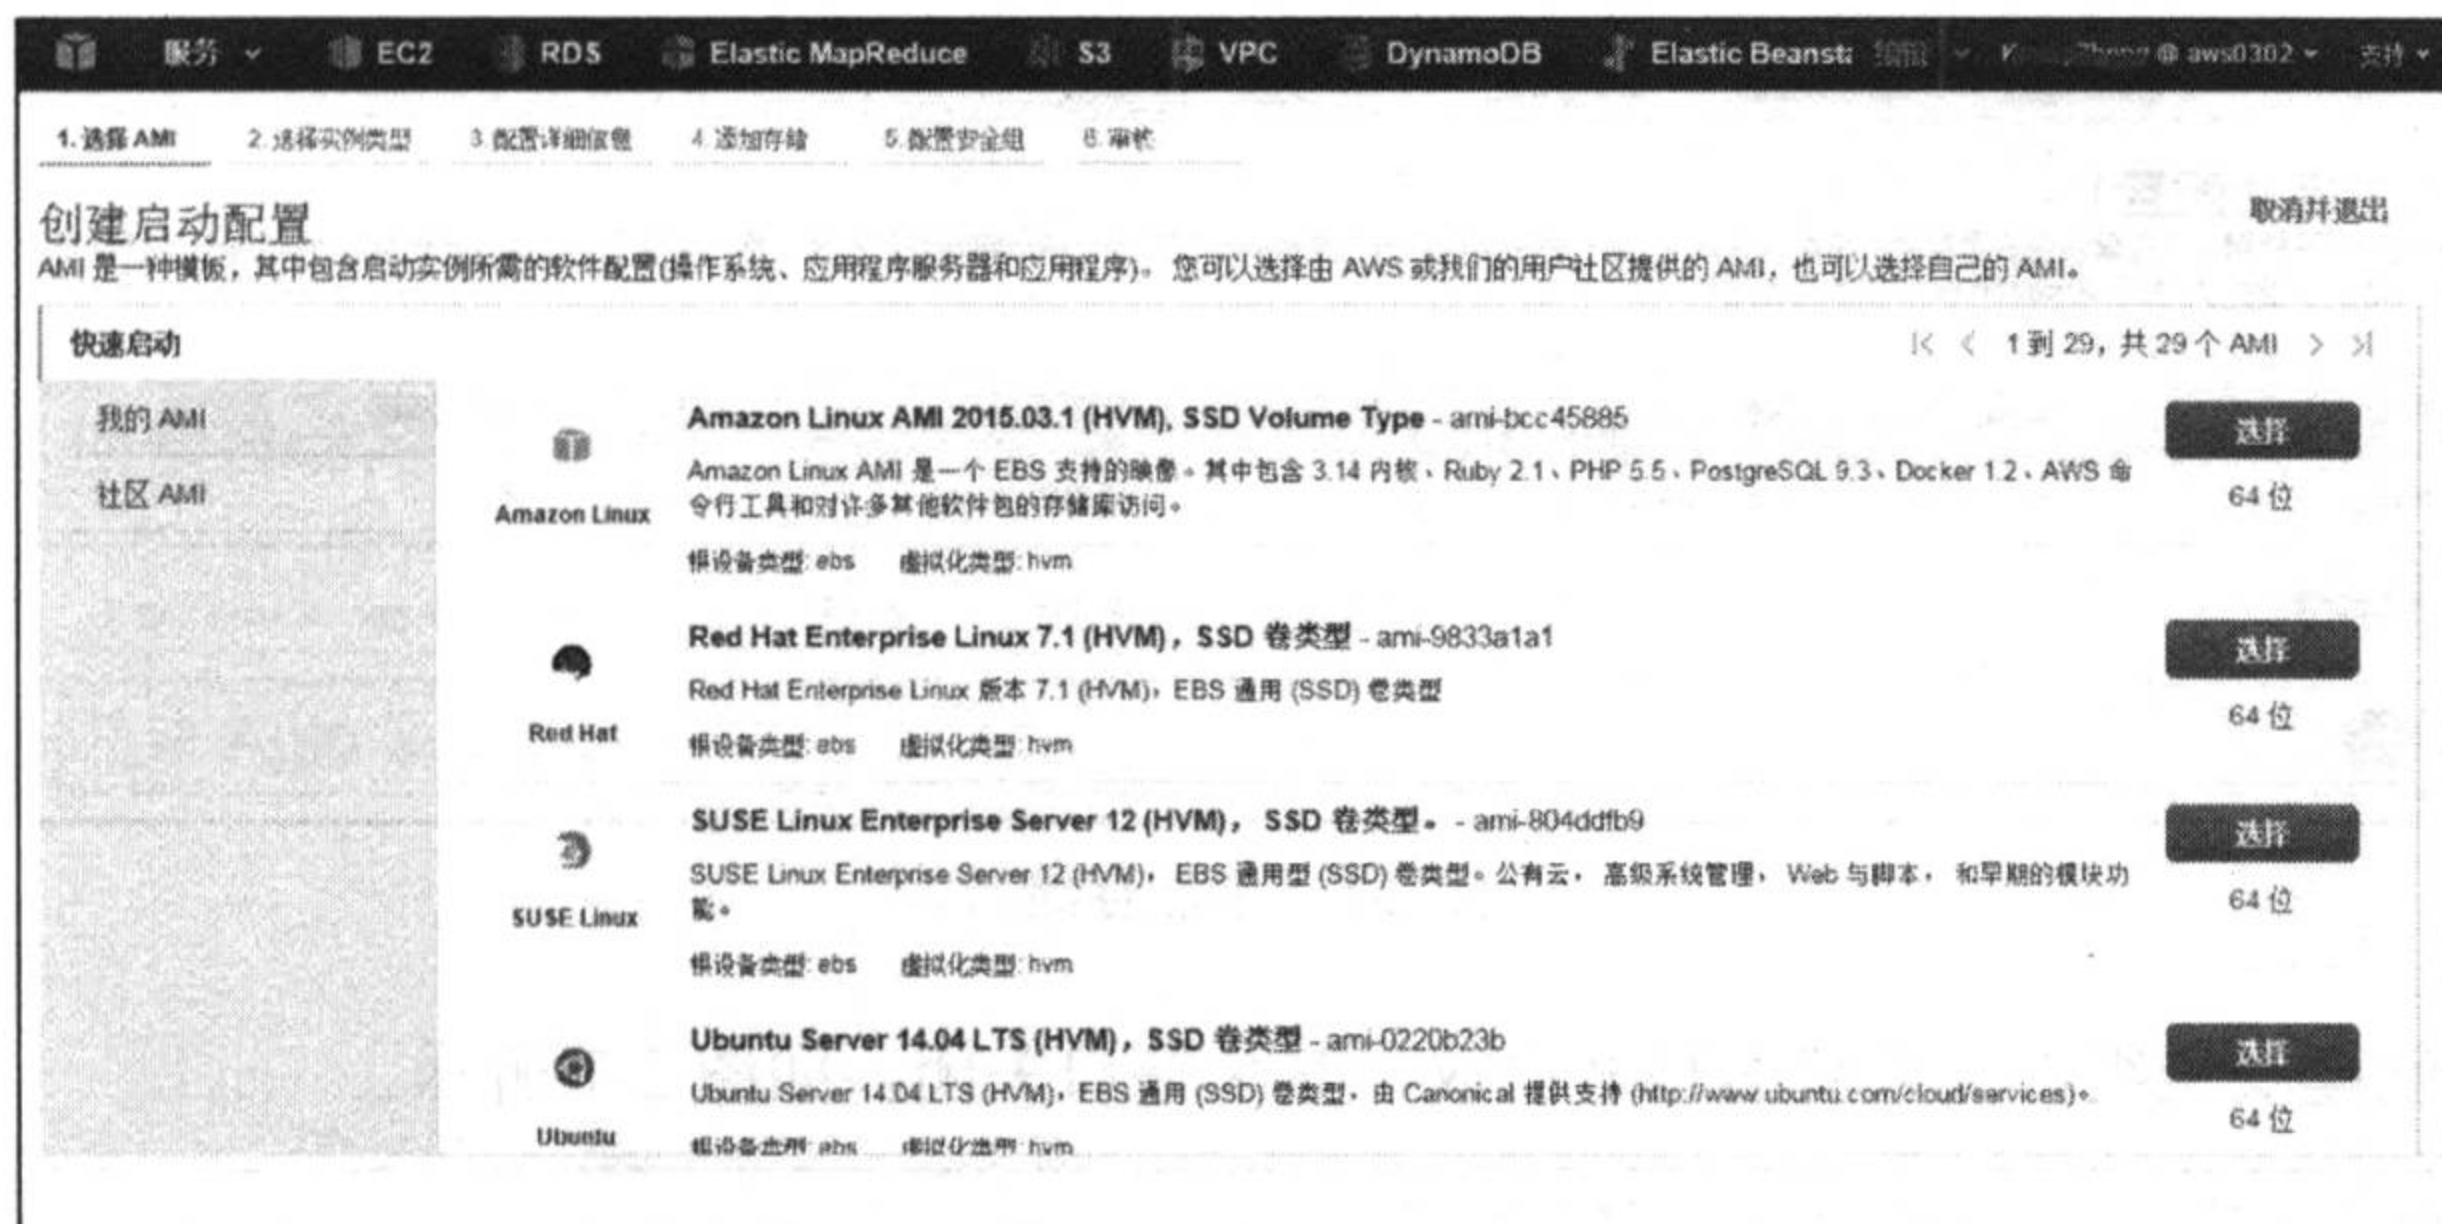 服务 EC2 RDS Elastic MapReduce S3 VPC DynamoDB Elastic Beanst 编辑 @ aws0302 支持
1. 选择 AMI 2. 选择实例类型 3. 配置详细信息 4. 添加存储 5. 配置安全组 6. 审核
创建启动配置
取消并退出
AMI 是一种模板，其中包含启动实例所需的软件配置(操作系统、应用程序服务器和应用程序)。 您可以选择由 AWS 或我们的用户社区提供的 AMI，也可以选择自己的 AMI。
快速启动
1 到 29，共 29 个 AMI
我的 AMI
社区 AMI
Amazon Linux
Amazon Linux AMI 2015.03.1 (HVM), SSD Volume Type - ami-bcc45885
Amazon Linux AMI 是一个 EBS 支持的映像。其中包含 3.14 内核、Ruby 2.1、PHP 5.5、PostgreSQL 9.3、Docker 1.2、AWS 命
令行工具和对许多其他软件包的存储库访问。
根设备类型: ebs 虚拟化类型: hvm
选择
64 位
Red Hat
Red Hat Enterprise Linux 7.1 (HVM)，SSD 卷类型 - ami-9833a1a1
Red Hat Enterprise Linux 版本 7.1 (HVM)，EBS 通用 (SSD) 卷类型
根设备类型: ebs 虚拟化类型: hvm
选择
64 位
SUSE Linux
SUSE Linux Enterprise Server 12 (HVM)， SSD 卷类型。 - ami-804ddfb9
SUSE Linux Enterprise Server 12 (HVM)， EBS 通用型 (SSD) 卷类型。公有云， 高级系统管理， Web 与脚本， 和早期的模块功
能。
根设备类型: ebs 虚拟化类型: hvm
选择
64 位
Ubuntu
Ubuntu Server 14.04 LTS (HVM)，SSD 卷类型 - ami-0220b23b
Ubuntu Server 14.04 LTS (HVM)，EBS 通用 (SSD) 卷类型，由 Canonical 提供支持 (http://www.ubuntu.com/cloud/services)。
根设备类型: ebs 虚拟化类型: hvm
选择
64 位